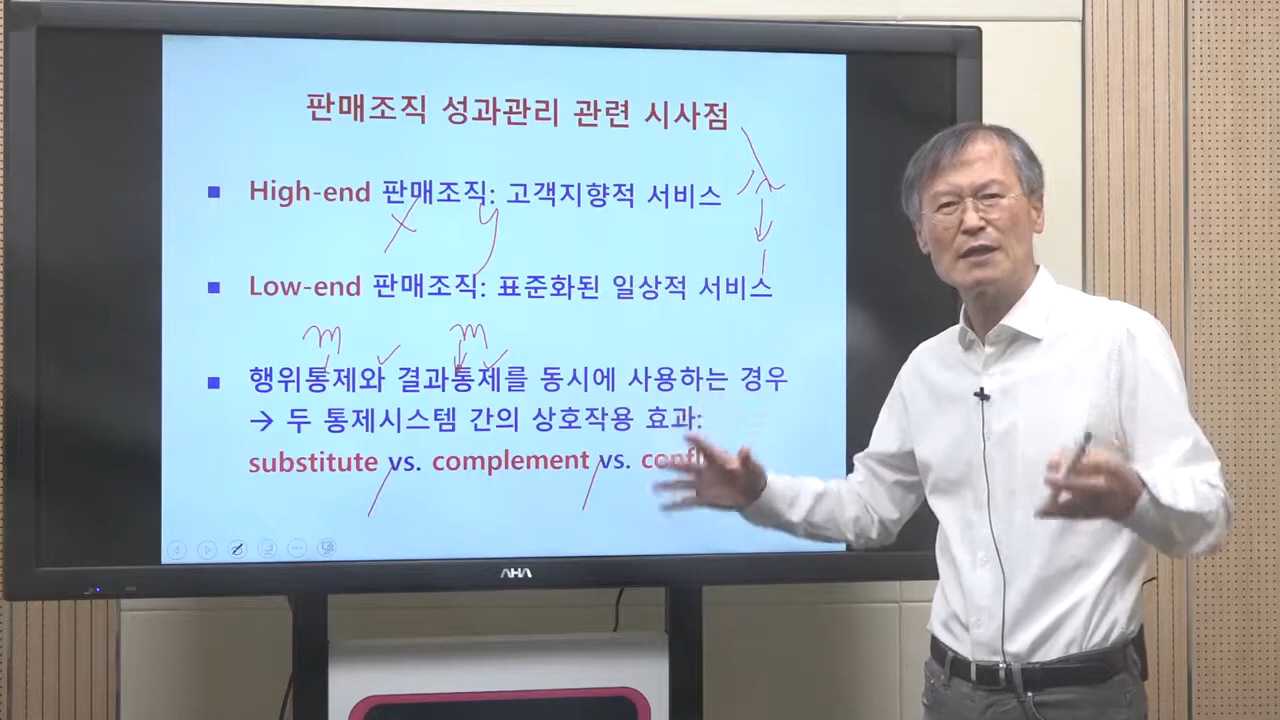 판매조직 성과관리 관련 시사점
■ High-end 판매조직: 고객지향적 서비스
■ Low-end 판매조직: 표준화된 일상적 서비스
m m
■ 행위통제와 결과통제를 동시에 사용하는 경우
→ 두 통제시스템 간의 상호작용 효과:
substitute vs. complement vs.
AHA